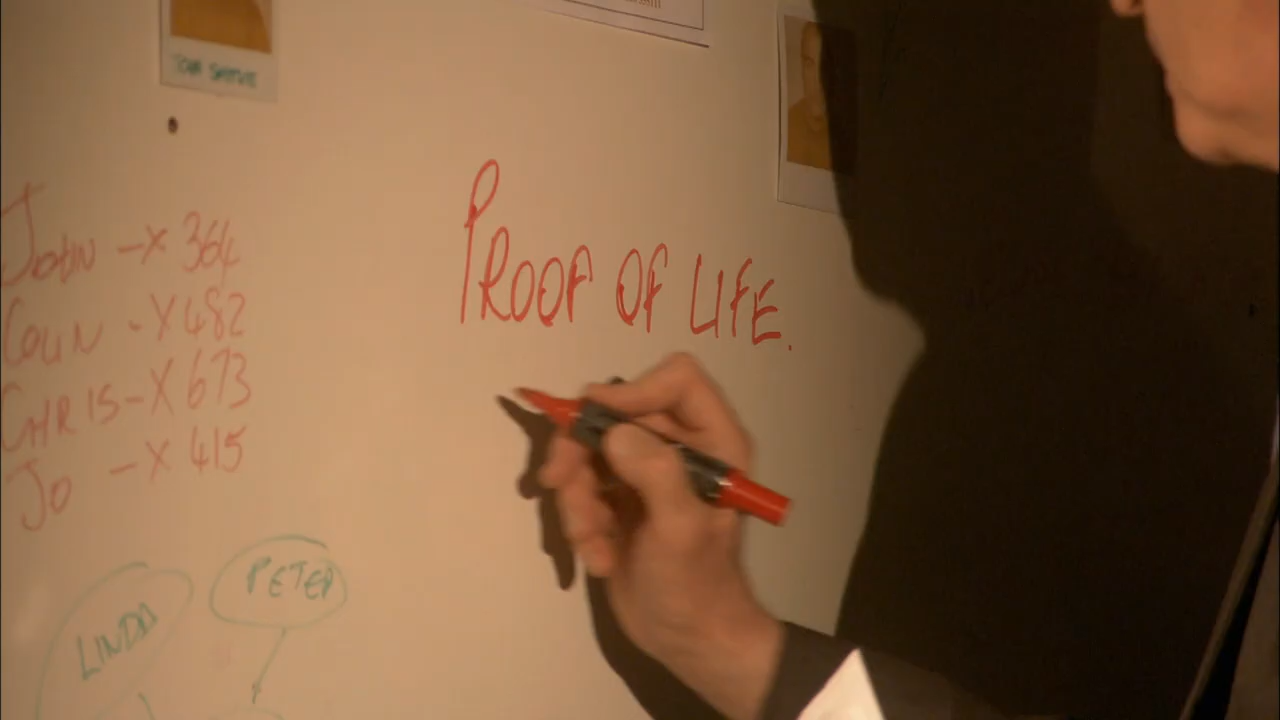 JOHN - X 364
COLIN - X 482
CHRIS - X 673
JO - X 415
PROOF OF LIFE.
LINDA
PETER